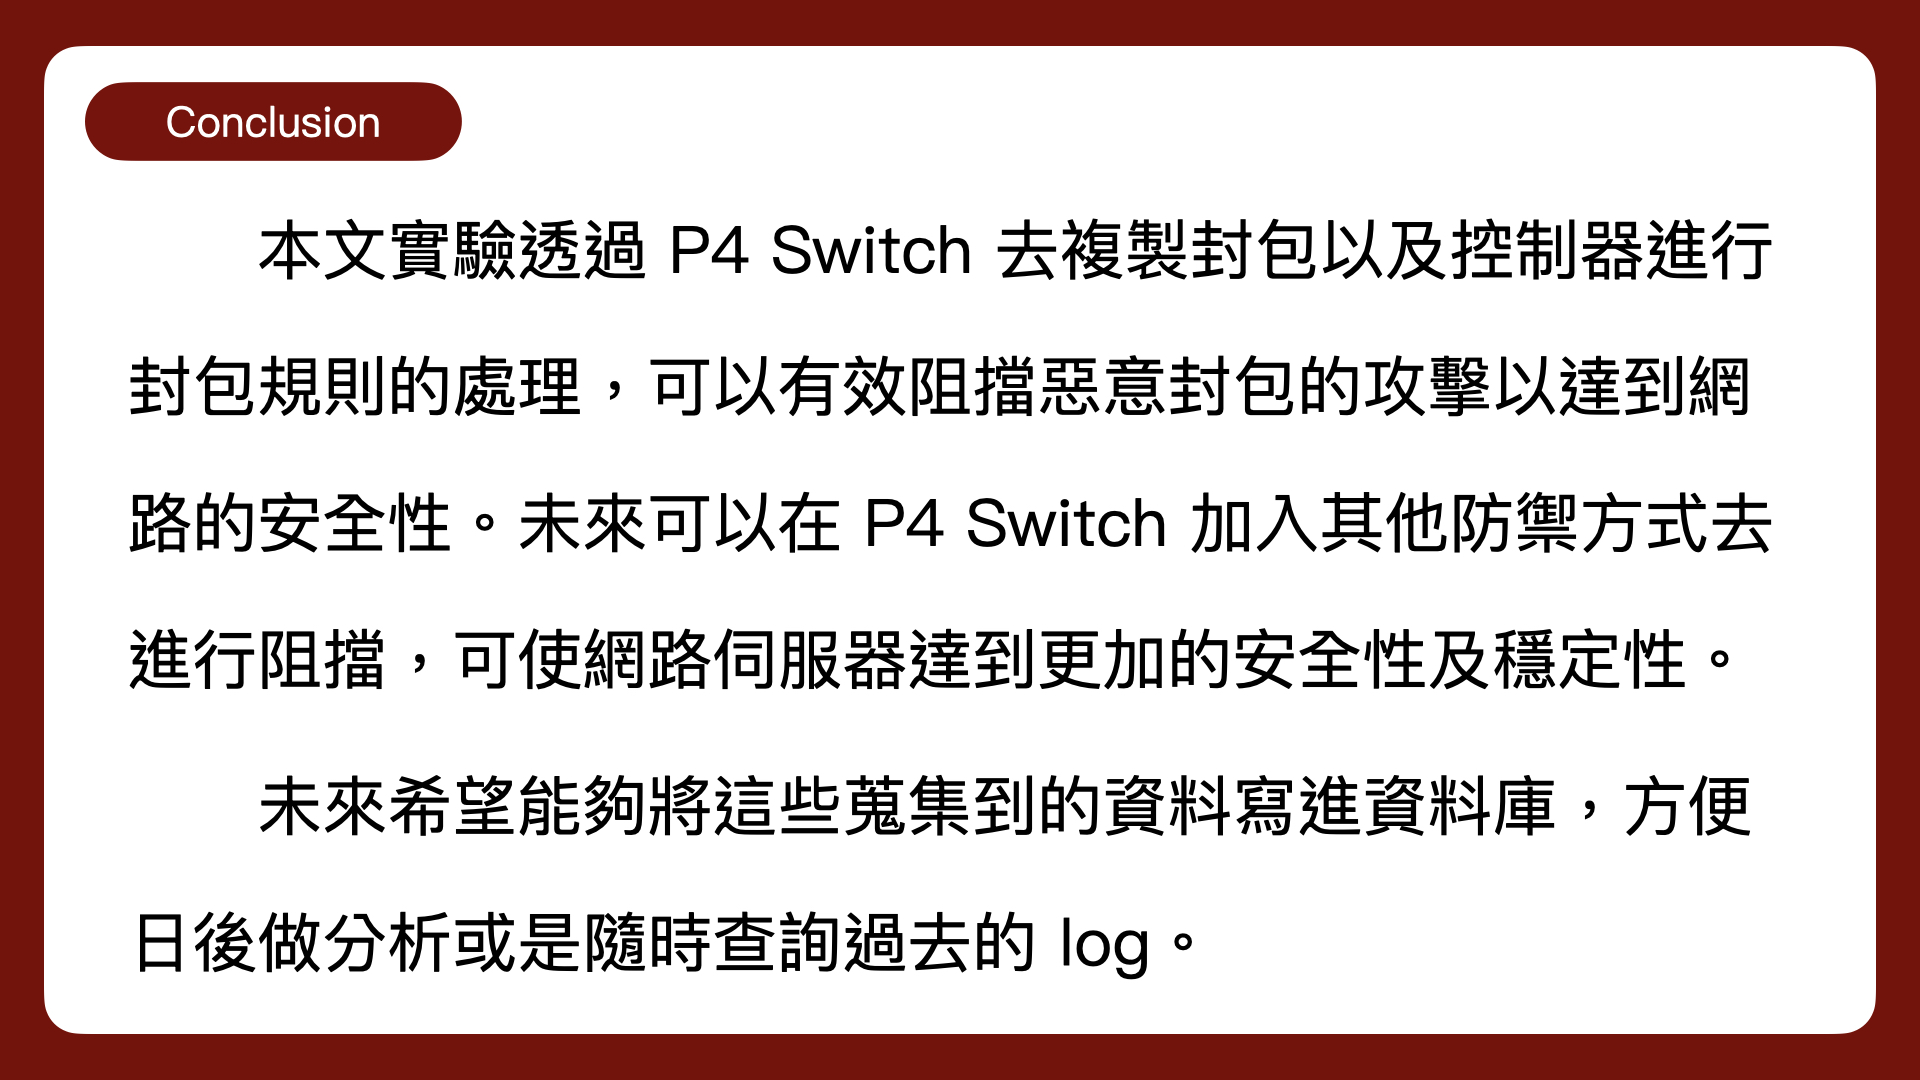 Conclusion
本文實驗透過 P4 Switch 去複製封包以及控制器進行
封包規則的處理，可以有效阻擋惡意封包的攻擊以達到網
路的安全性。未來可以在 P4 Switch 加入其他防禦方式去
進行阻擋，可使網路伺服器達到更加的安全性及穩定性。
未來希望能夠將這些蒐集到的資料寫進資料庫，方便
日後做分析或是隨時查詢過去的 log。